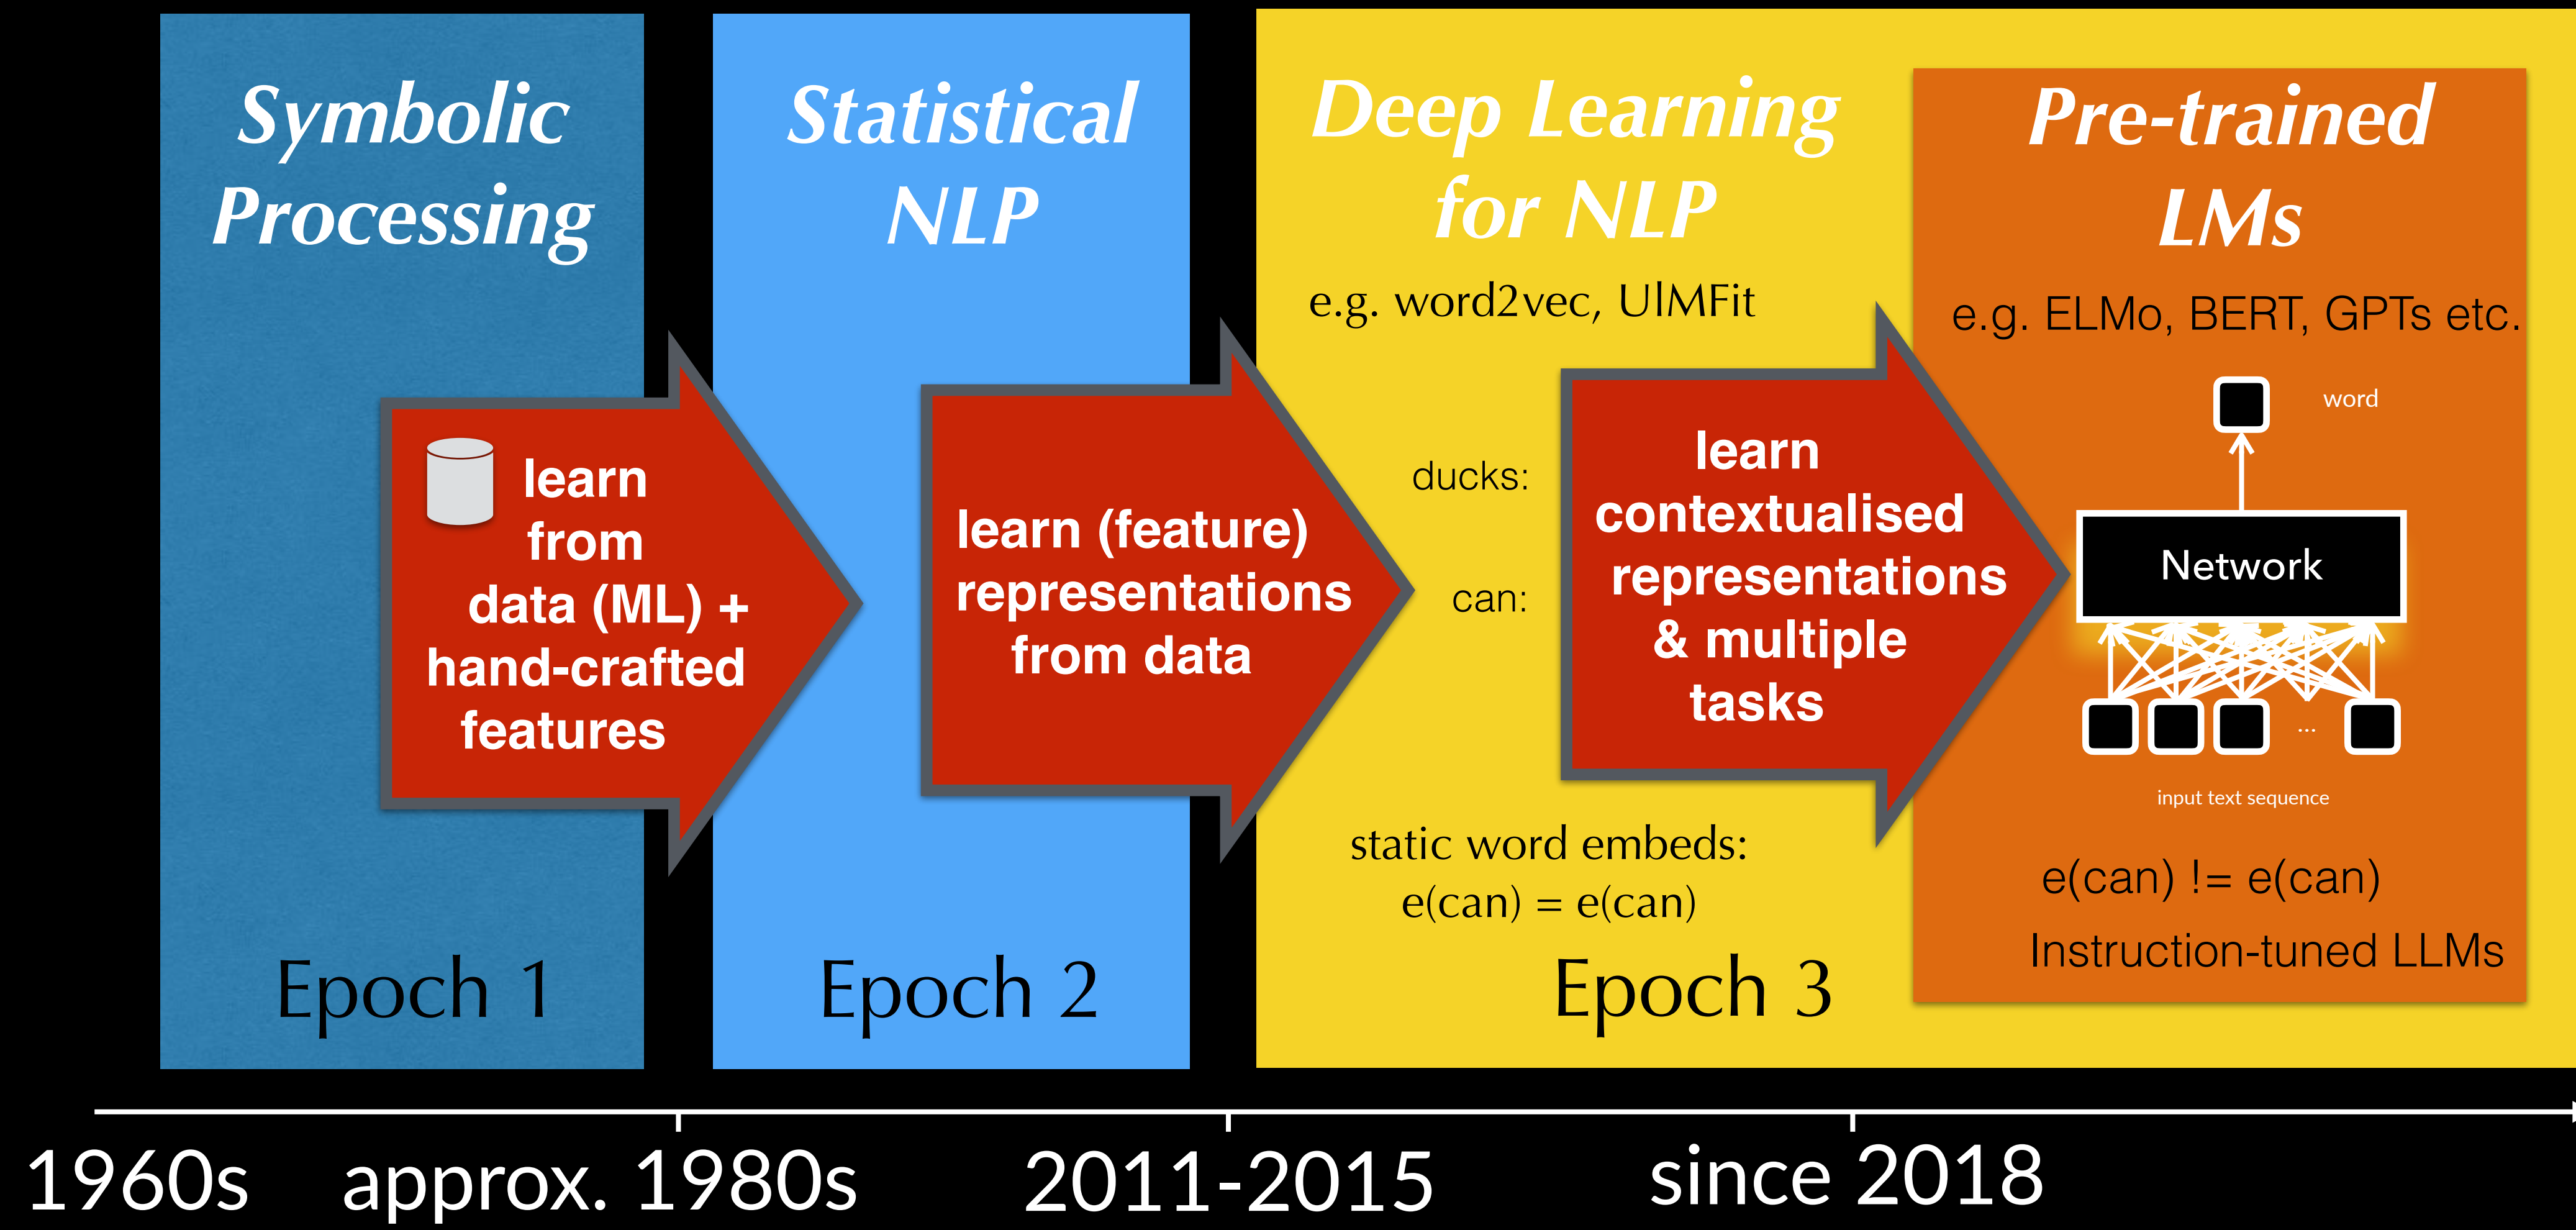 Symbolic
Processing
learn
from
data (ML) +
hand-crafted
features
Epoch 1
Statistical
NLP
learn (feature)
representations
from data
Epoch 2
Deep Learning
for NLP
e.g. word2vec, UlMFit
ducks:
can:
learn
contextualised
representations
& multiple
tasks
static word embeds:
e(can) = e(can)
Epoch 3
Pre-trained
LMs
e.g. ELMo, BERT, GPTs etc.
word
Network
...
input text sequence
e(can) != e(can)
Instruction-tuned LLMs
1960s
approx. 1980s
2011-2015
since 2018